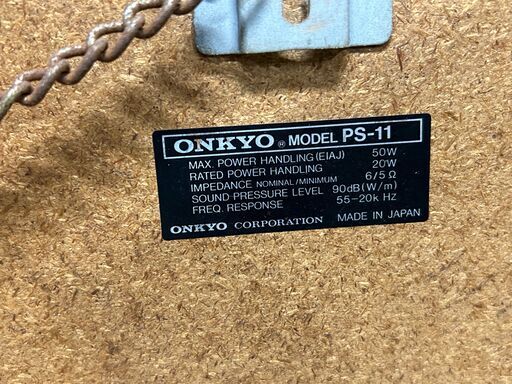 ONKYO ® MODEL PS-11
MAX. POWER HANDLING (EIAJ) 50W
RATED POWER HANDLING 20W
IMPEDANCE NOMINAL/MINIMUM 6/5 Ω
SOUND PRESSURE LEVEL 90dB (W/m)
FREQ. RESPONSE 55-20k Hz
ONKYO CORPORATION MADE IN JAPAN